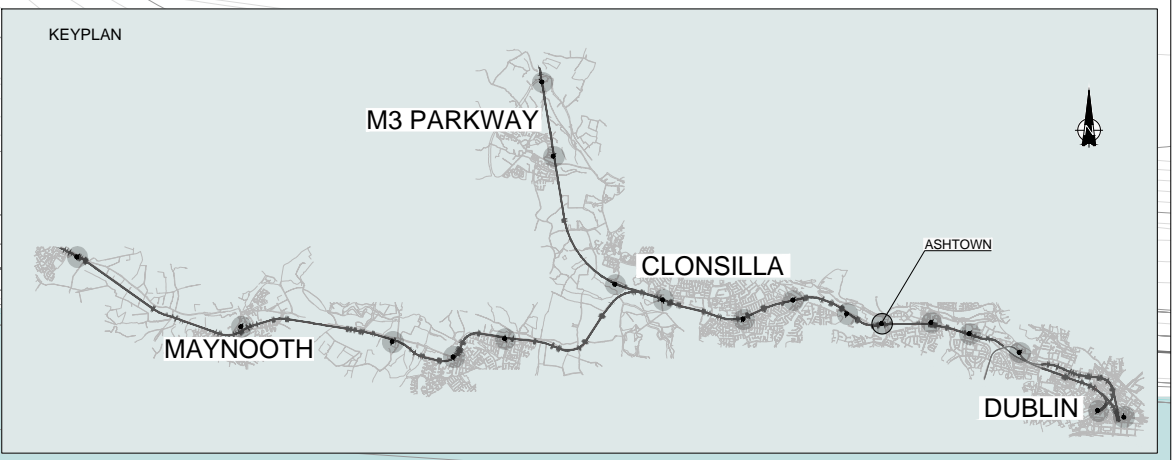 KEYPLAN
M3 PARKWAY
N
ASHTOWN
CLONSILLA
MAYNOOTH
DUBLIN